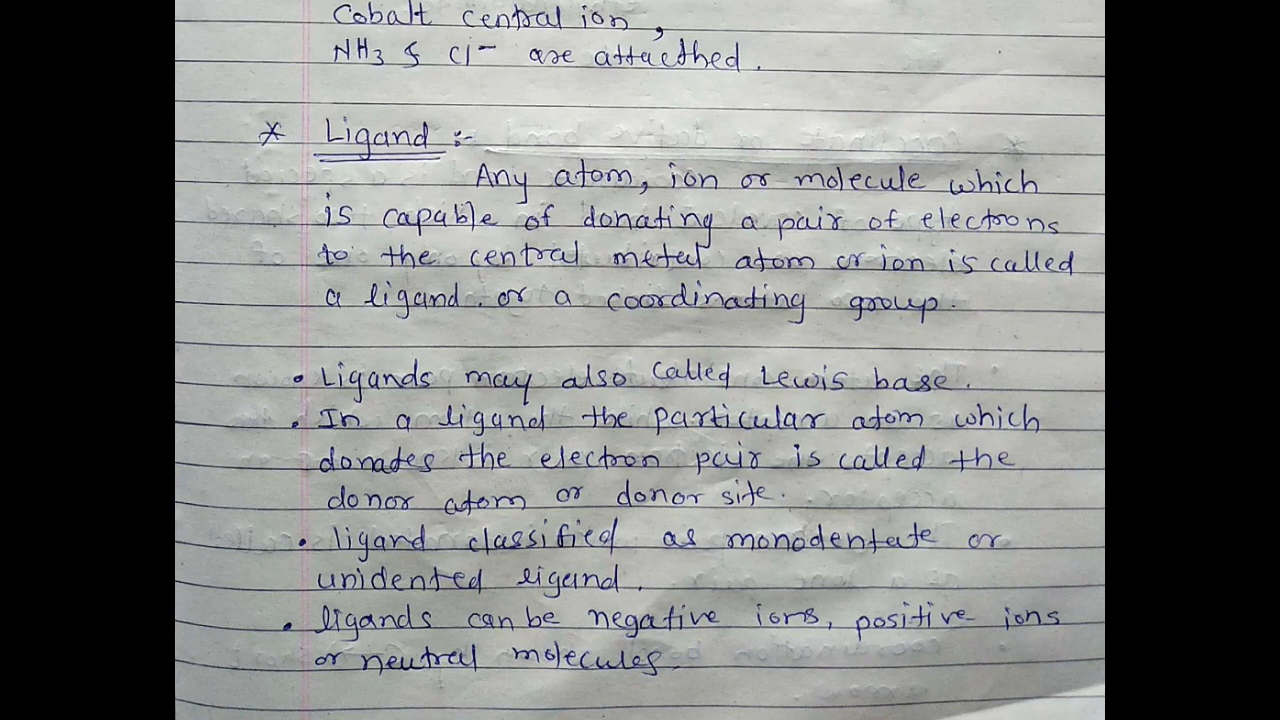 Cobalt central ion,
NH3 & Cl- are attacthed.
* Ligand :-
Any atom, ion or molecule which
is capable of donating a pair of electrons
to the central metal atom or ion is called
a ligand. or a coordinating group.
• Ligands may also called Lewis base.
• In a ligand the particular atom which
donates the electron pair is called the
donor atom or donor site.
• ligand classified as monodentate or
unidented ligand.
• ligands can be negative ions, positive ions
or neutral molecules.